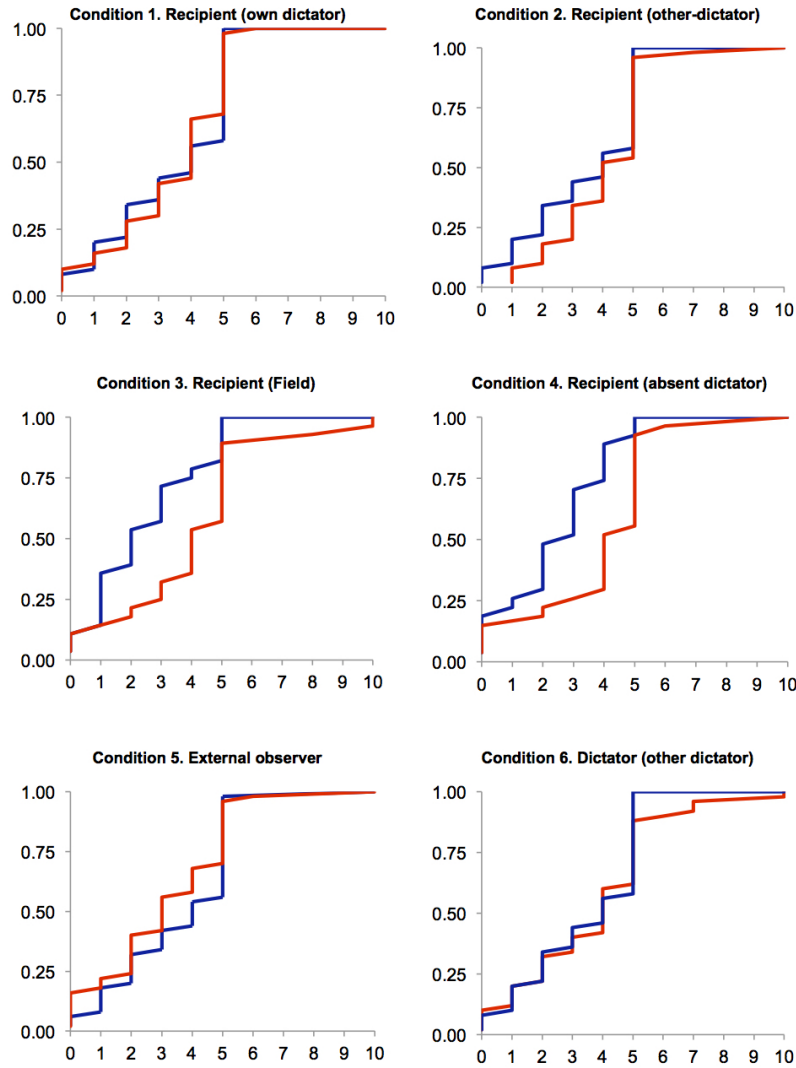 Condition 1. Recipient (own dictator)
1.00
0.75
0.50
0.25
0.00
0 1 2 3 4 5 6 7 8 9 10
Condition 2. Recipient (other-dictator)
1.00
0.75
0.50
0.25
0.00
0 1 2 3 4 5 6 7 8 9 10
Condition 3. Recipient (Field)
1.00
0.75
0.50
0.25
0.00
0 1 2 3 4 5 6 7 8 9 10
Condition 4. Recipient (absent dictator)
1.00
0.75
0.50
0.25
0.00
0 1 2 3 4 5 6 7 8 9 10
Condition 5. External observer
1.00
0.75
0.50
0.25
0.00
0 1 2 3 4 5 6 7 8 9 10
Condition 6. Dictator (other dictator)
1.00
0.75
0.50
0.25
0.00
0 1 2 3 4 5 6 7 8 9 10